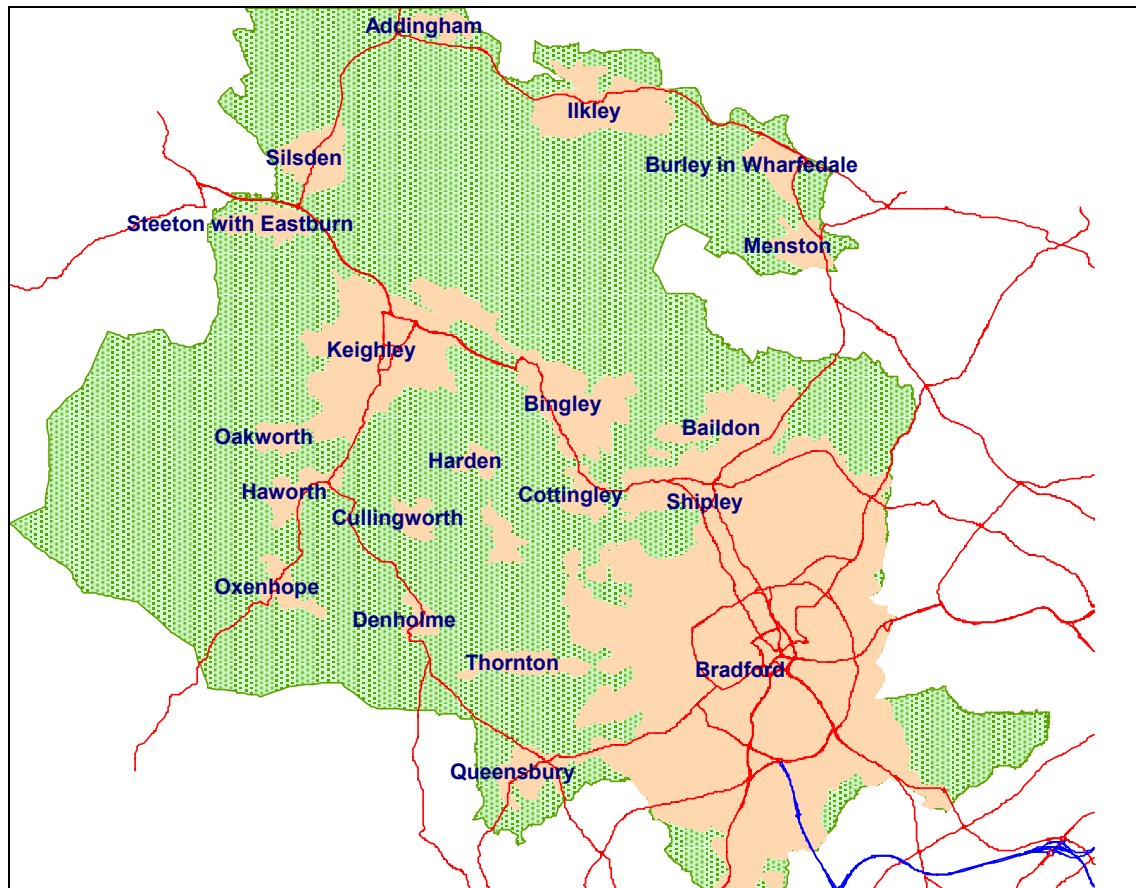 Addingham
Ilkley
Silsden
Burley in Wharfedale
Steeton with Eastburn
Menston
Keighley
Bingley
Baildon
Oakworth
Harden
Haworth
Cottingley
Shipley
Cullingworth
Oxenhope
Denholme
Thornton
Bradford
Queensbury